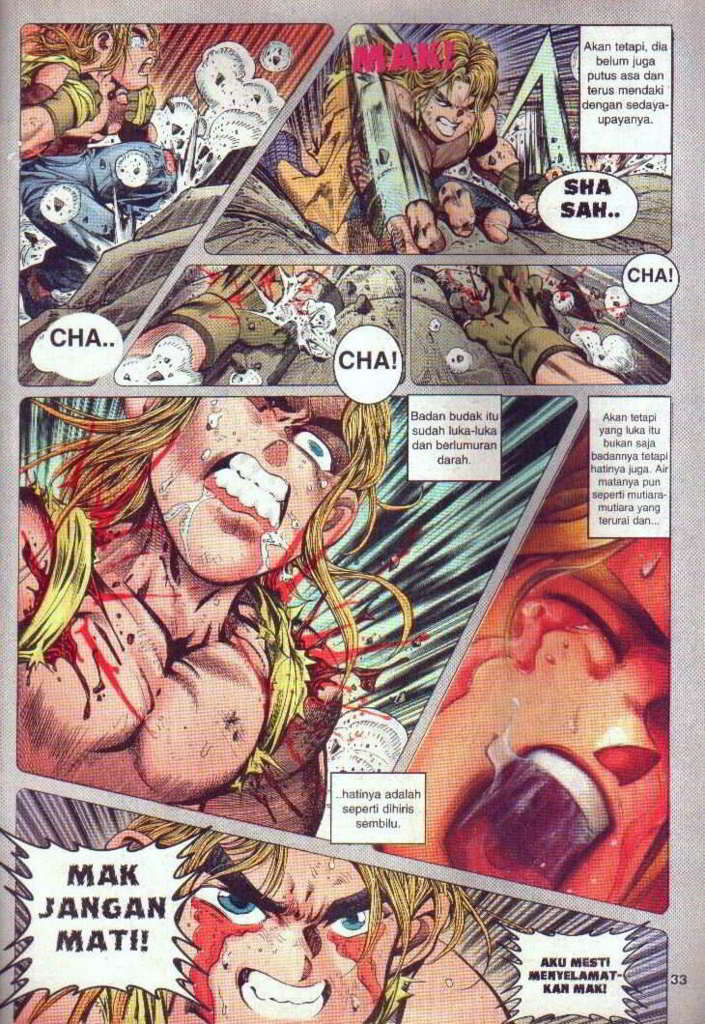 MAK!
Akan tetapi, dia
belum juga
putus asa dan
terus mendaki
dengan sedaya-
upayanya.
SHA
SAH..
CHA..
CHA!
CHA!
Badan budak itu
sudah luka-luka
dan berlumuran
darah.
Akan tetapi
yang luka itu
bukan saja
badannya tetapi
hatinya juga. Air
matanya pun
seperti mutiara-
mutiara yang
terurai dan...
..hatinya adalah
seperti dihiris
sembilu.
MAK
JANGAN
MATI!!
AKU MESTI
MENYELAMAT-
KAN MAK!
33